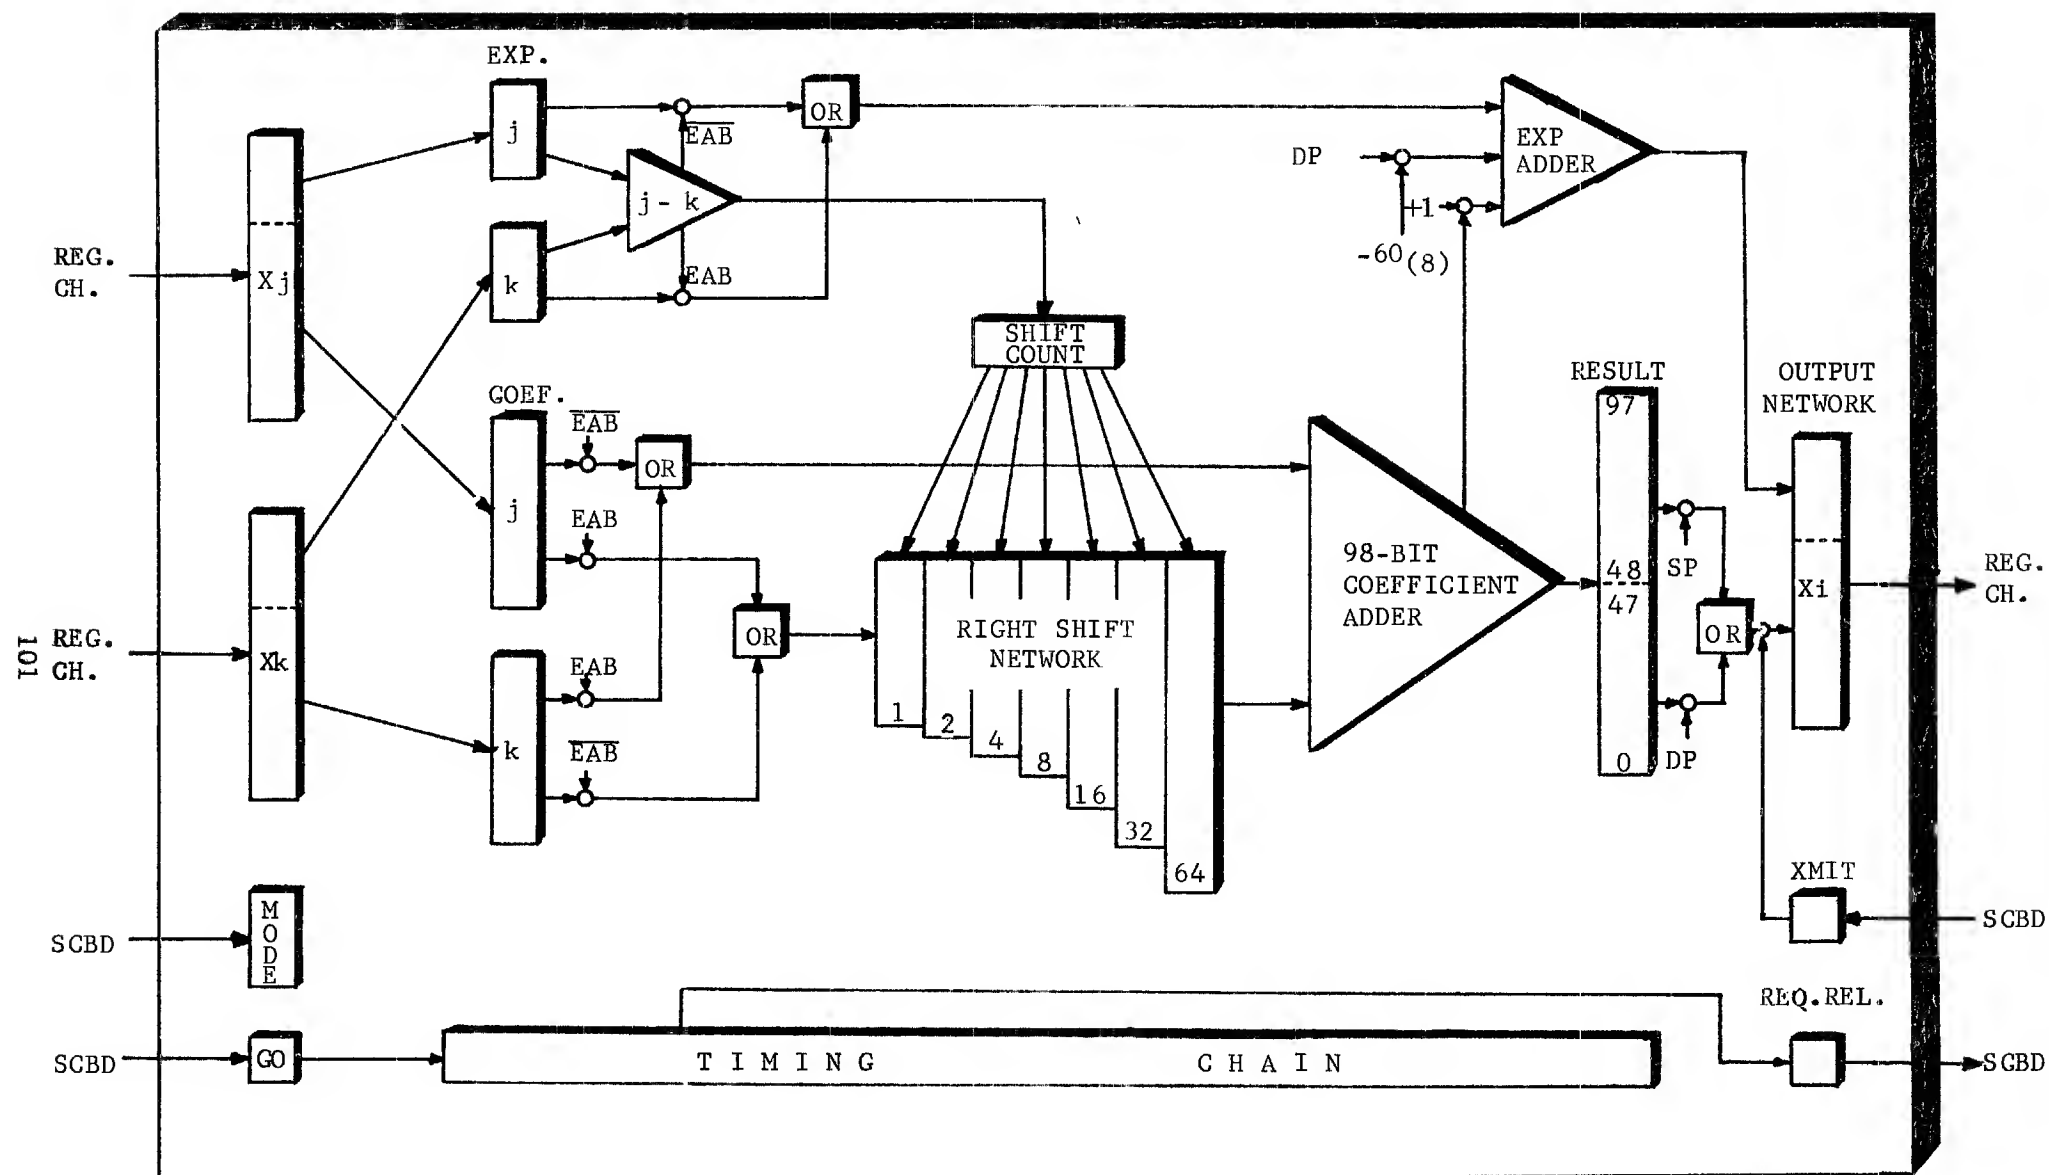 EXP.
j
OR
EAB
j - k
k
EAB
DP
EXP
ADDER
+1
-60(8)
REG.
CH.
Xj
SHIFT
COUNT
GOEF.
EAB
OR
j
EAB
98-BIT
COEFFICIENT
ADDER
RESULT
97
48
47
0
SP
OR
DP
OUTPUT
NETWORK
Xi
REG.
CH.
101
REG.
CH.
Xk
OR
EAB
k
EAB
RIGHT SHIFT
NETWORK
1
2
4
8
16
32
64
XMIT
SCBD
SCBD
MODE
REQ.REL.
SCBD
GO
TIMING CHAIN
SGBD